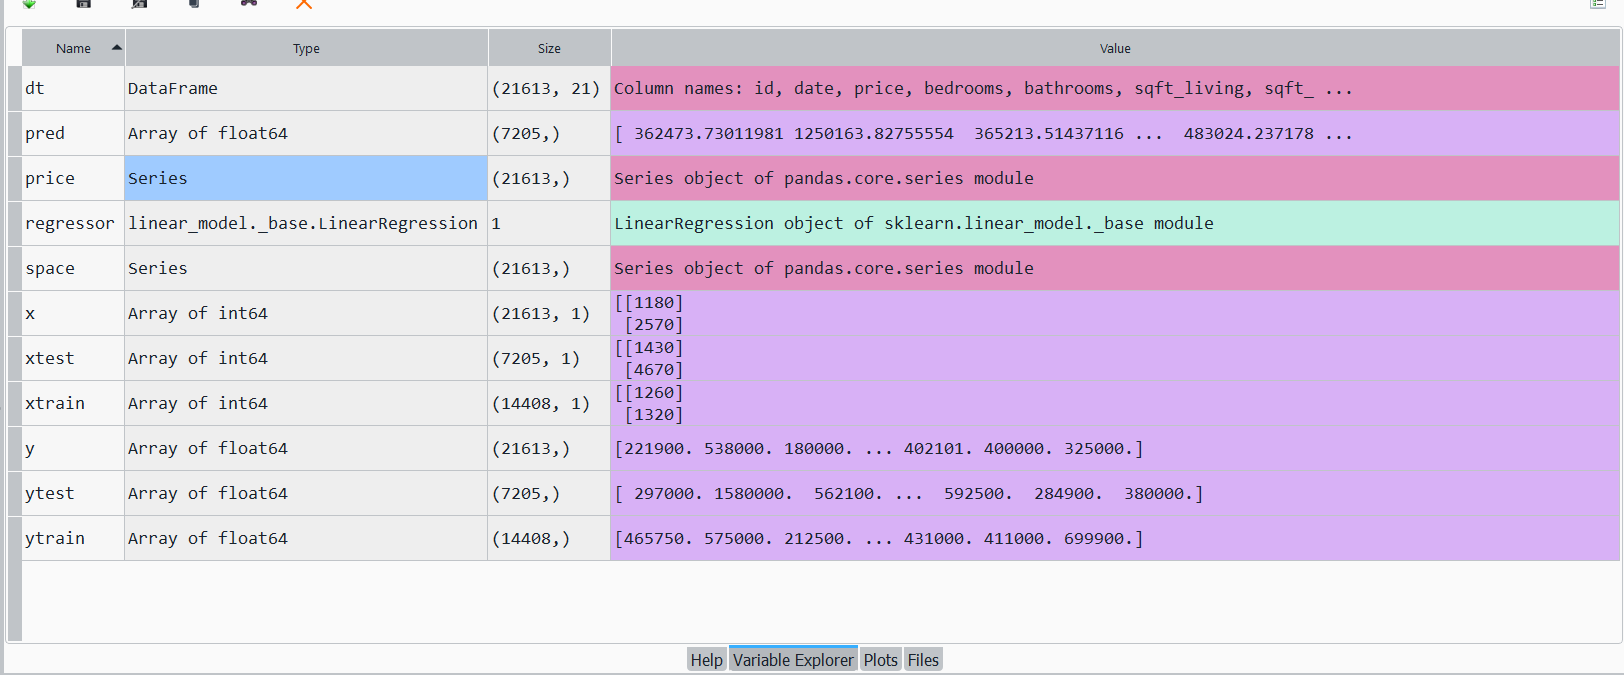 Name Type Size Value
dt DataFrame (21613, 21) Column names: id, date, price, bedrooms, bathrooms, sqft_living, sqft_ ...
pred Array of float64 (7205,) [ 362473.73011981 1250163.82755554  365213.51437116 ...  483024.237178 ...
price Series (21613,) Series object of pandas.core.series module
regressor linear_model._base.LinearRegression 1 LinearRegression object of sklearn.linear_model._base module
space Series (21613,) Series object of pandas.core.series module
x Array of int64 (21613, 1) [[1180]
[2570]
xtest Array of int64 (7205, 1) [[1430]
[4670]
xtrain Array of int64 (14408, 1) [[1260]
[1320]
y Array of float64 (21613,) [221900. 538000. 180000. ... 402101. 400000. 325000.]
ytest Array of float64 (7205,) [ 297000. 1580000.  562100. ...  592500.  284900.  380000.]
ytrain Array of float64 (14408,) [465750. 575000. 212500. ... 431000. 411000. 699900.]
Help Variable Explorer Plots Files